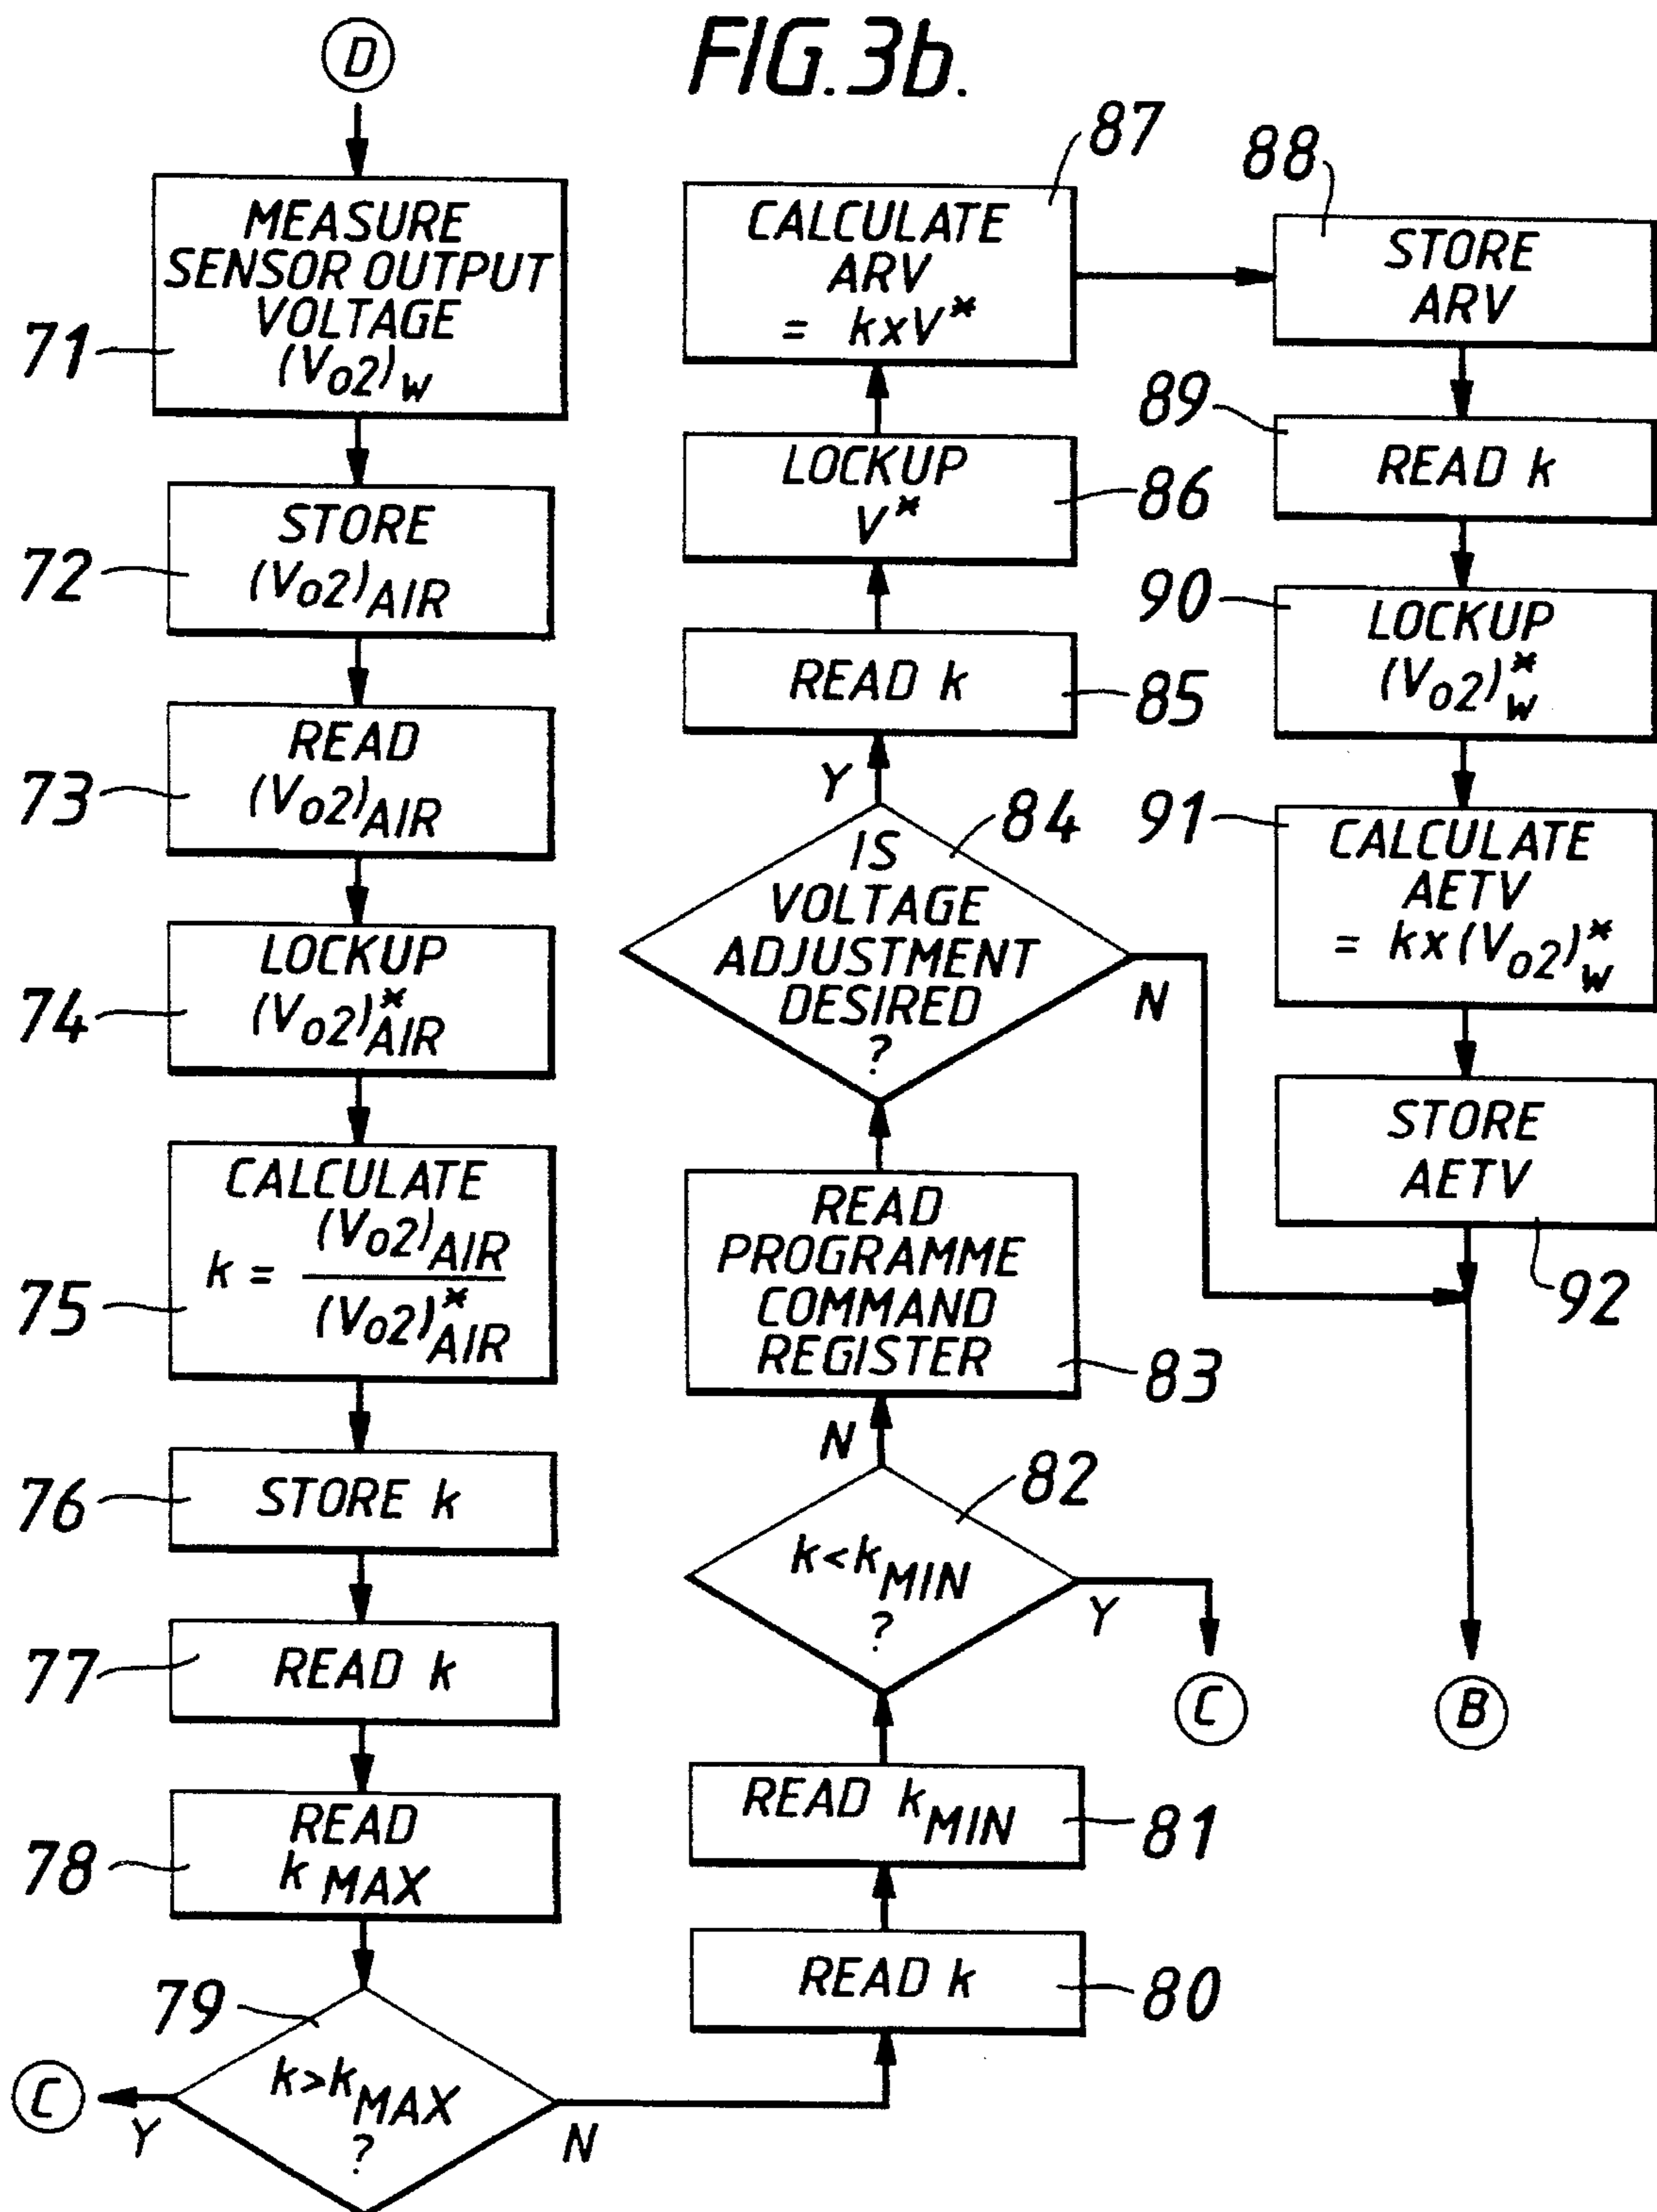 FIG.3b.
D
71
MEASURE
SENSOR OUTPUT
VOLTAGE
(Vo2)w
72
STORE
(Vo2)AIR
73
READ
(Vo2)AIR
74
LOCKUP
(Vo2)*AIR
75
CALCULATE
k = (Vo2)AIR
(Vo2)*AIR
76
STORE k
77
READ k
78
READ
k MAX
79
k>kMAX
?
Y
C
N
80
READ k
81
READ kMIN
82
k<kMIN
?
Y
C
N
83
READ
PROGRAMME
COMMAND
REGISTER
84
IS
VOLTAGE
ADJUSTMENT
DESIRED
?
N
Y
85
READ k
86
LOCKUP
V*
87
CALCULATE
ARV
= kxV*
88
STORE
ARV
89
READ k
90
LOCKUP
(Vo2)*w
91
CALCULATE
AETV
= kx(Vo2)*w
92
STORE
AETV
B